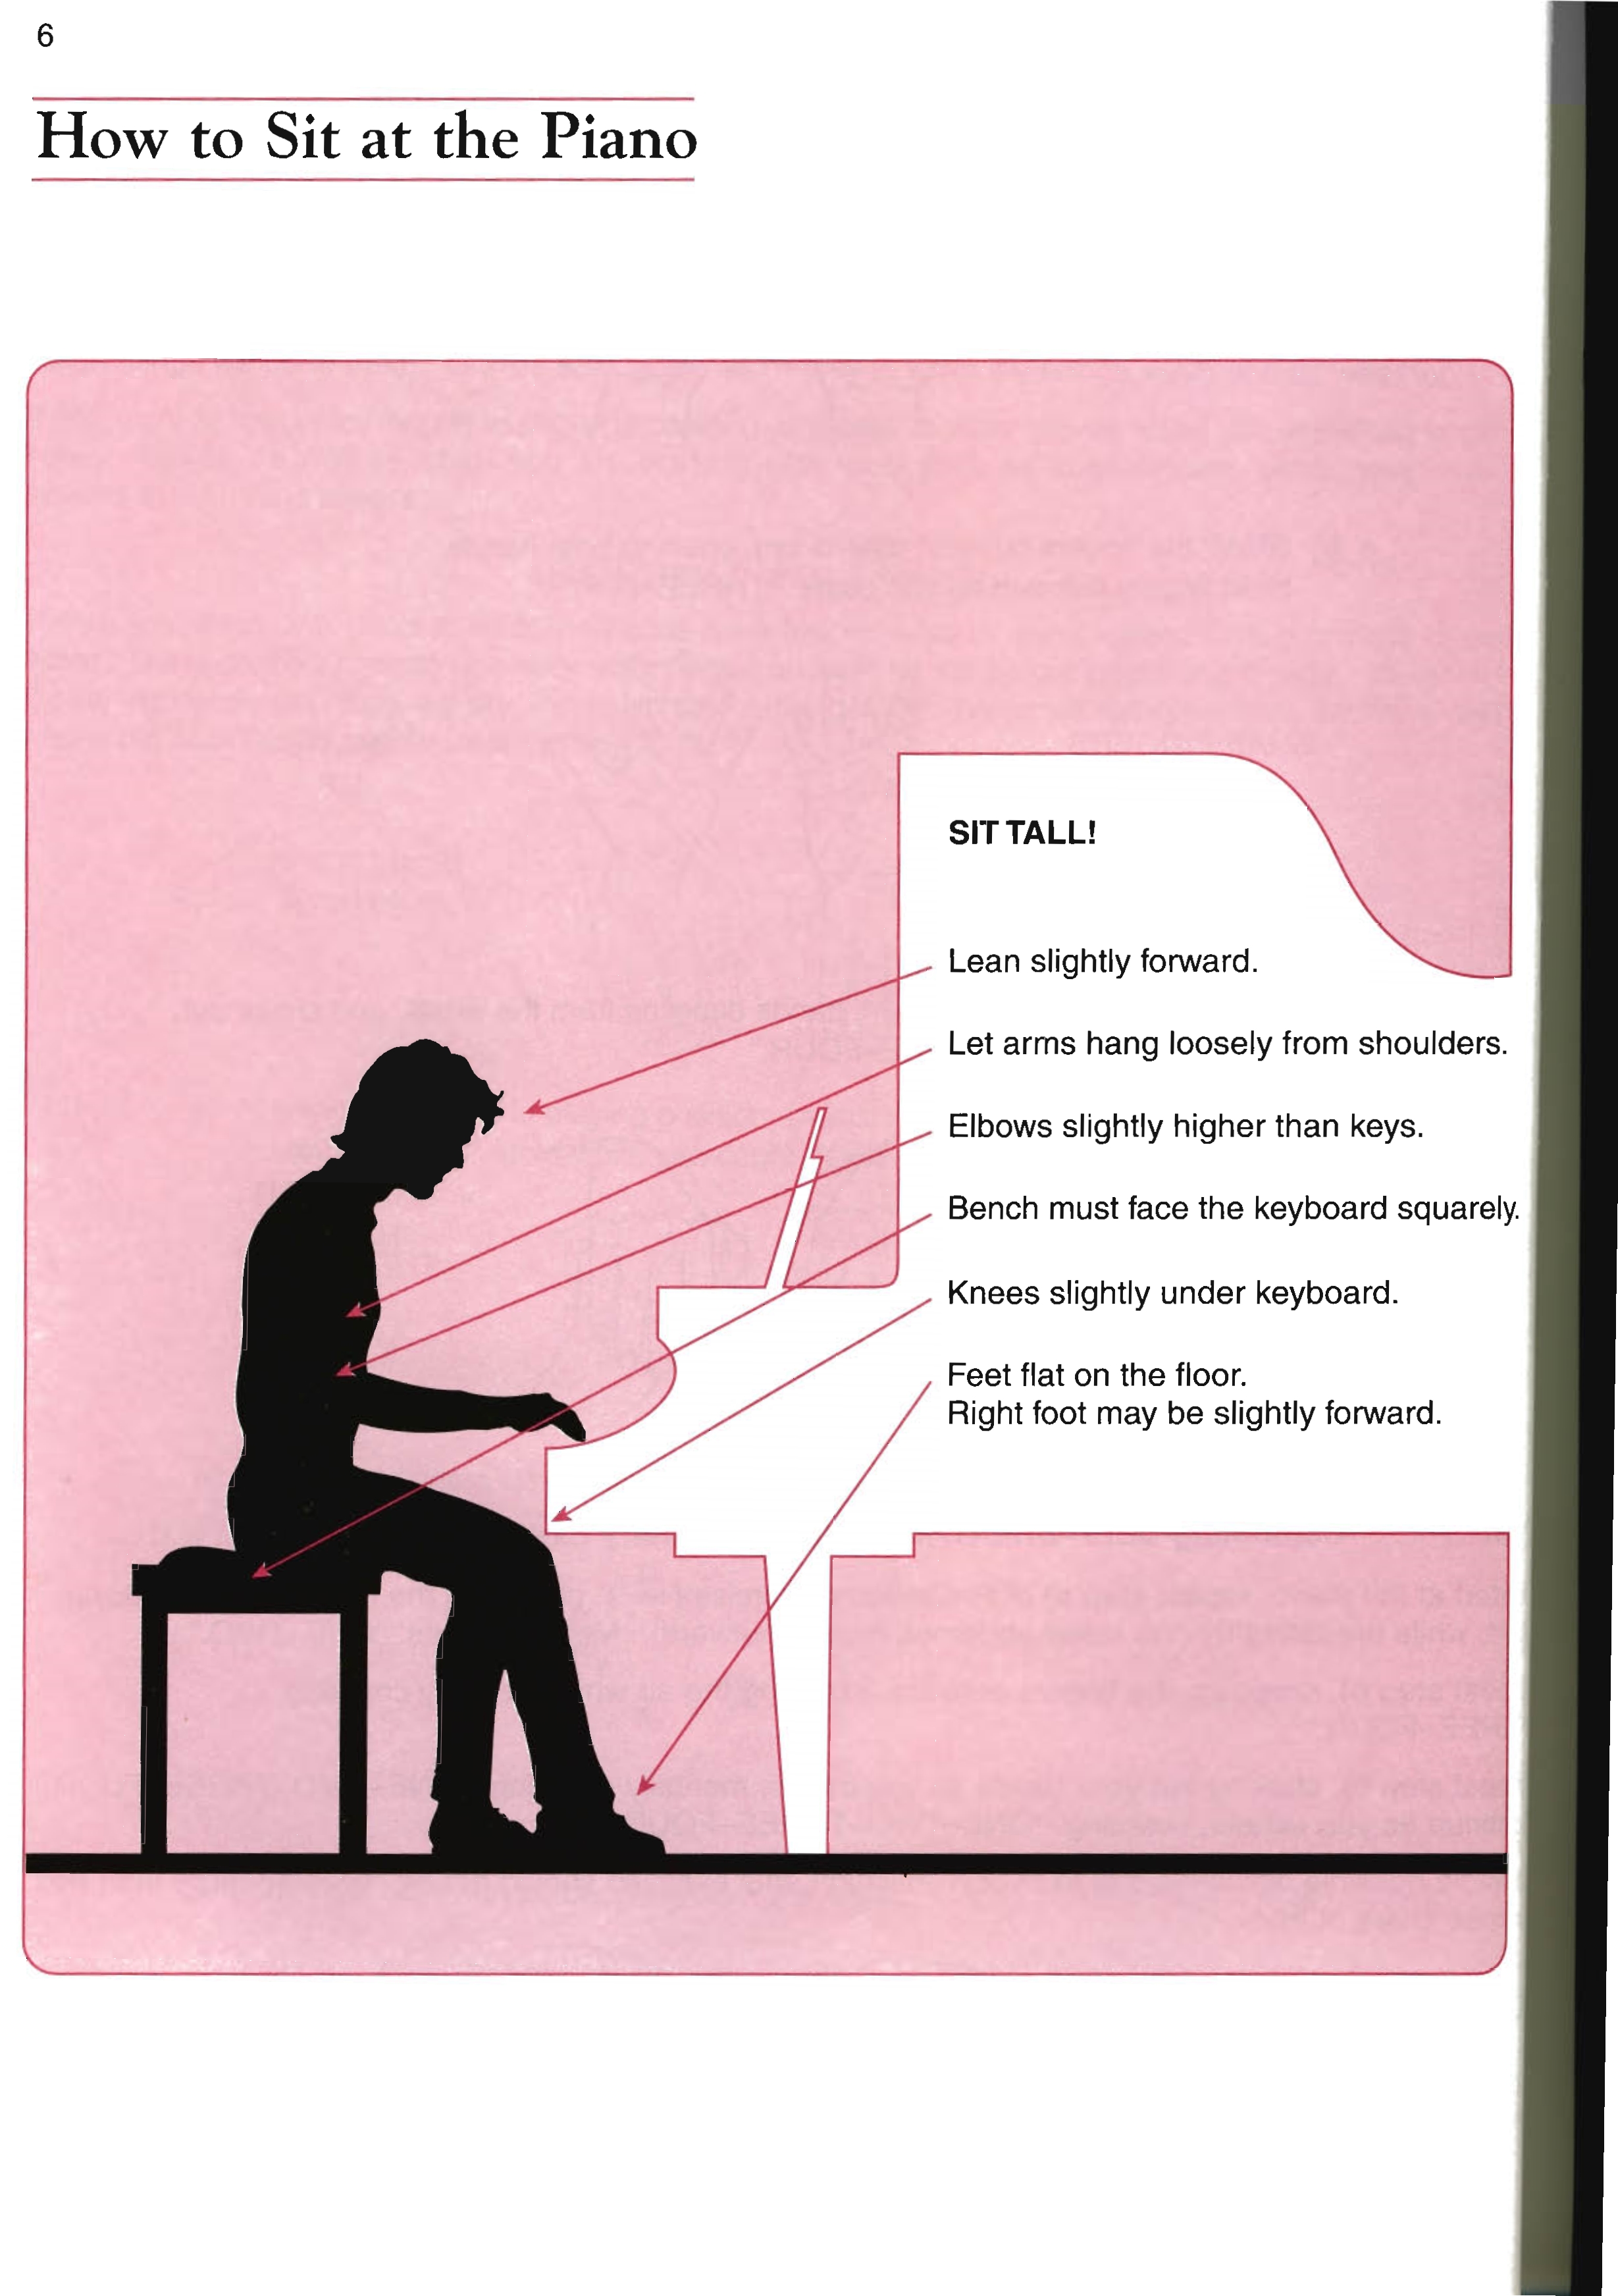 6
How to Sit at the Piano
SIT TALL!
Lean slightly forward.
Let arms hang loosely from shoulders.
Elbows slightly higher than keys.
Bench must face the keyboard squarely.
Knees slightly under keyboard.
Feet flat on the floor.
Right foot may be slightly forward.